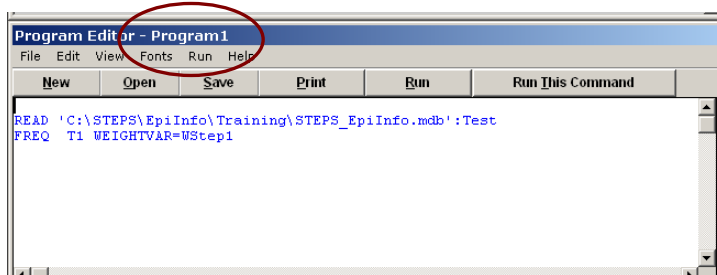 Program Editor - Program1
File Edit View Fonts Run Help
New Open Save Print Run Run This Command
READ 'C:\STEPS\EpiInfo\Training\STEPS_EpiInfo.mdb':Test
FREQ  T1 WEIGHTVAR=WStep1